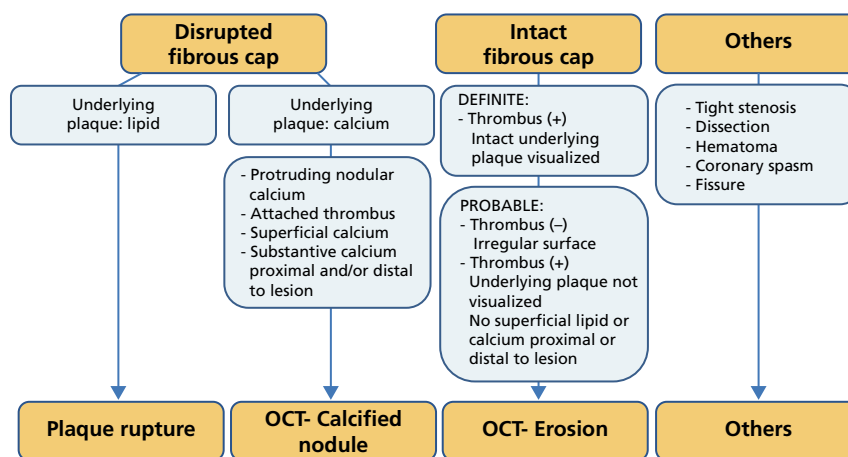 Disrupted
fibrous cap
Intact
fibrous cap
Others
Underlying
plaque: lipid
Underlying
plaque: calcium
- Protruding nodular
calcium
- Attached thrombus
- Superficial calcium
- Substantive calcium
proximal and/or distal
to lesion
DEFINITE:
- Thrombus (+)
Intact underlying
plaque visualized
PROBABLE:
- Thrombus (–)
Irregular surface
- Thrombus (+)
Underlying plaque not
visualized
No superficial lipid or
calcium proximal or
distal to lesion
- Tight stenosis
- Dissection
- Hematoma
- Coronary spasm
- Fissure
Plaque rupture
OCT- Calcified
nodule
OCT- Erosion
Others